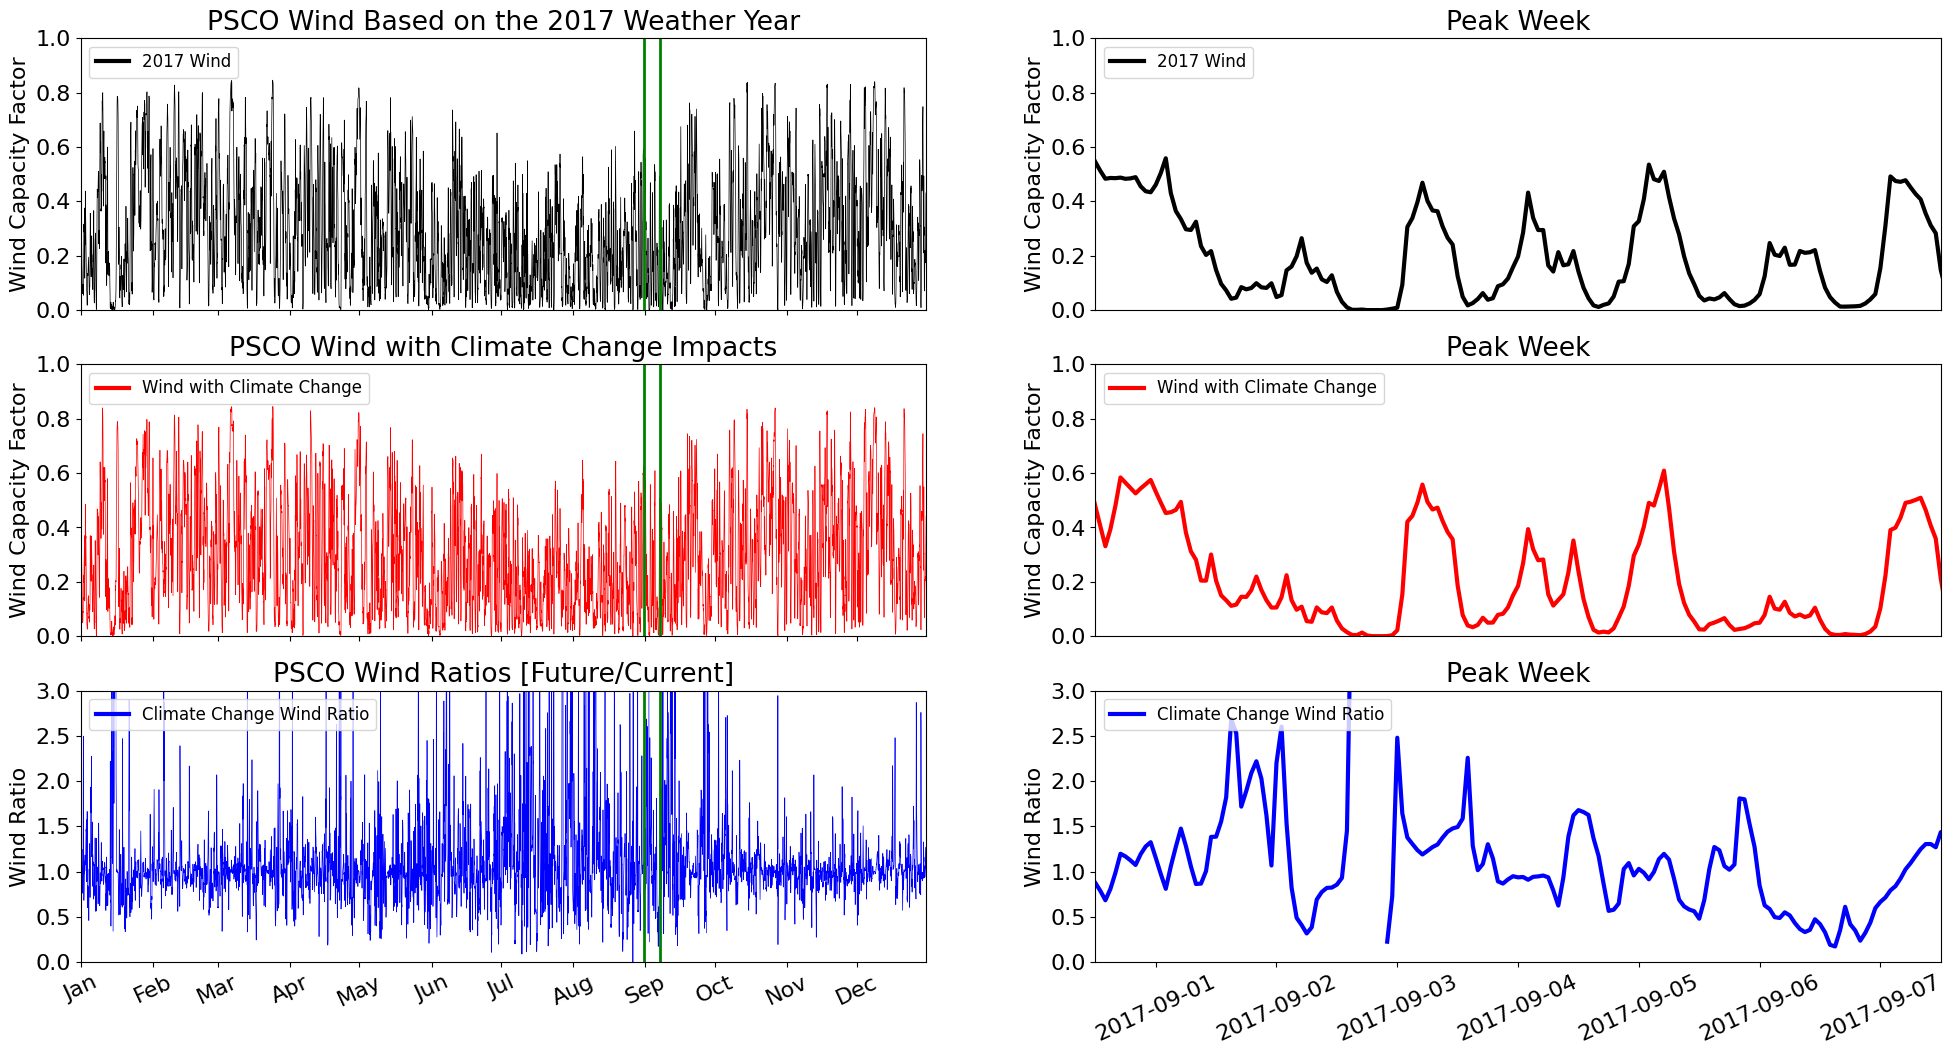 PSCO Wind Based on the 2017 Weather Year
Wind Capacity Factor
1.0
0.8
0.6
0.4
0.2
0.0
2017 Wind
Peak Week
Wind Capacity Factor
1.0
0.8
0.6
0.4
0.2
0.0
2017 Wind
PSCO Wind with Climate Change Impacts
Wind Capacity Factor
1.0
0.8
0.6
0.4
0.2
0.0
Wind with Climate Change
Peak Week
Wind Capacity Factor
1.0
0.8
0.6
0.4
0.2
0.0
Wind with Climate Change
PSCO Wind Ratios [Future/Current]
Wind Ratio
3.0
2.5
2.0
1.5
1.0
0.5
0.0
Climate Change Wind Ratio
Jan Feb Mar Apr May Jun Jul Aug Sep Oct Nov Dec
Peak Week
Wind Ratio
3.0
2.5
2.0
1.5
1.0
0.5
0.0
Climate Change Wind Ratio
2017-09-01 2017-09-02 2017-09-03 2017-09-04 2017-09-05 2017-09-06 2017-09-07